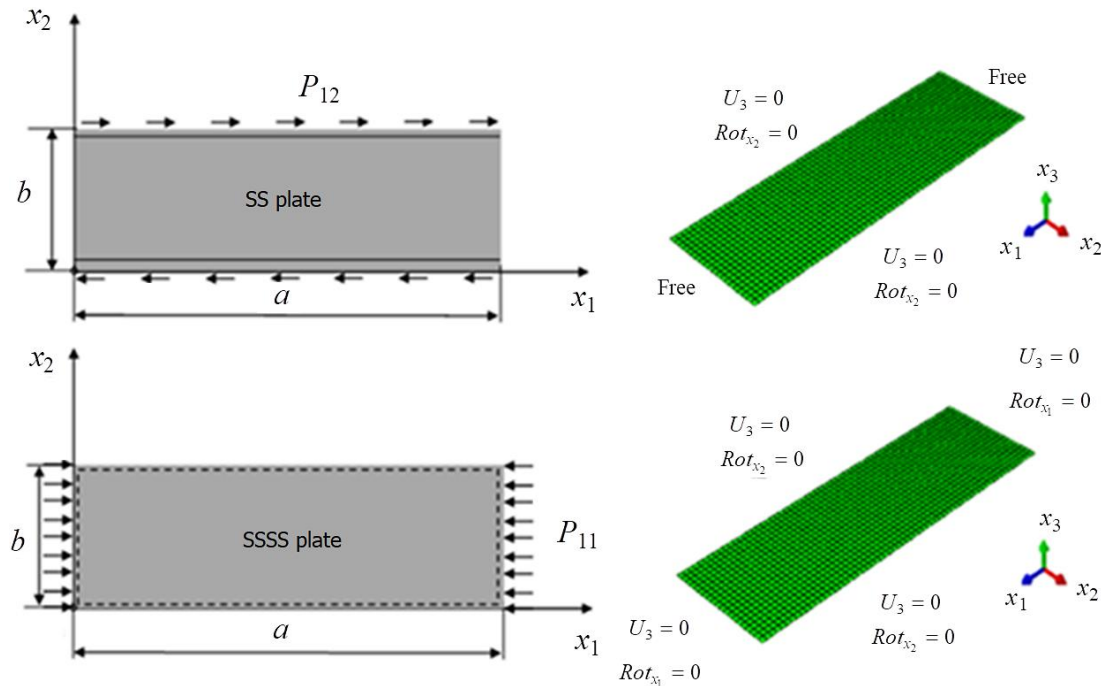 x₂
P₁₂
b
SS plate
a
x₁
Free
U₃ = 0
Rotₓ₂ = 0
x₃
x₁
x₂
U₃ = 0
Rotₓ₂ = 0
Free
x₂
b
SSSS plate
P₁₁
a
x₁
U₃ = 0
Rotₓ₁ = 0
U₃ = 0
Rotₓ₂ = 0
x₃
x₁
x₂
U₃ = 0
Rotₓ₂ = 0
U₃ = 0
Rotₓ₁ = 0